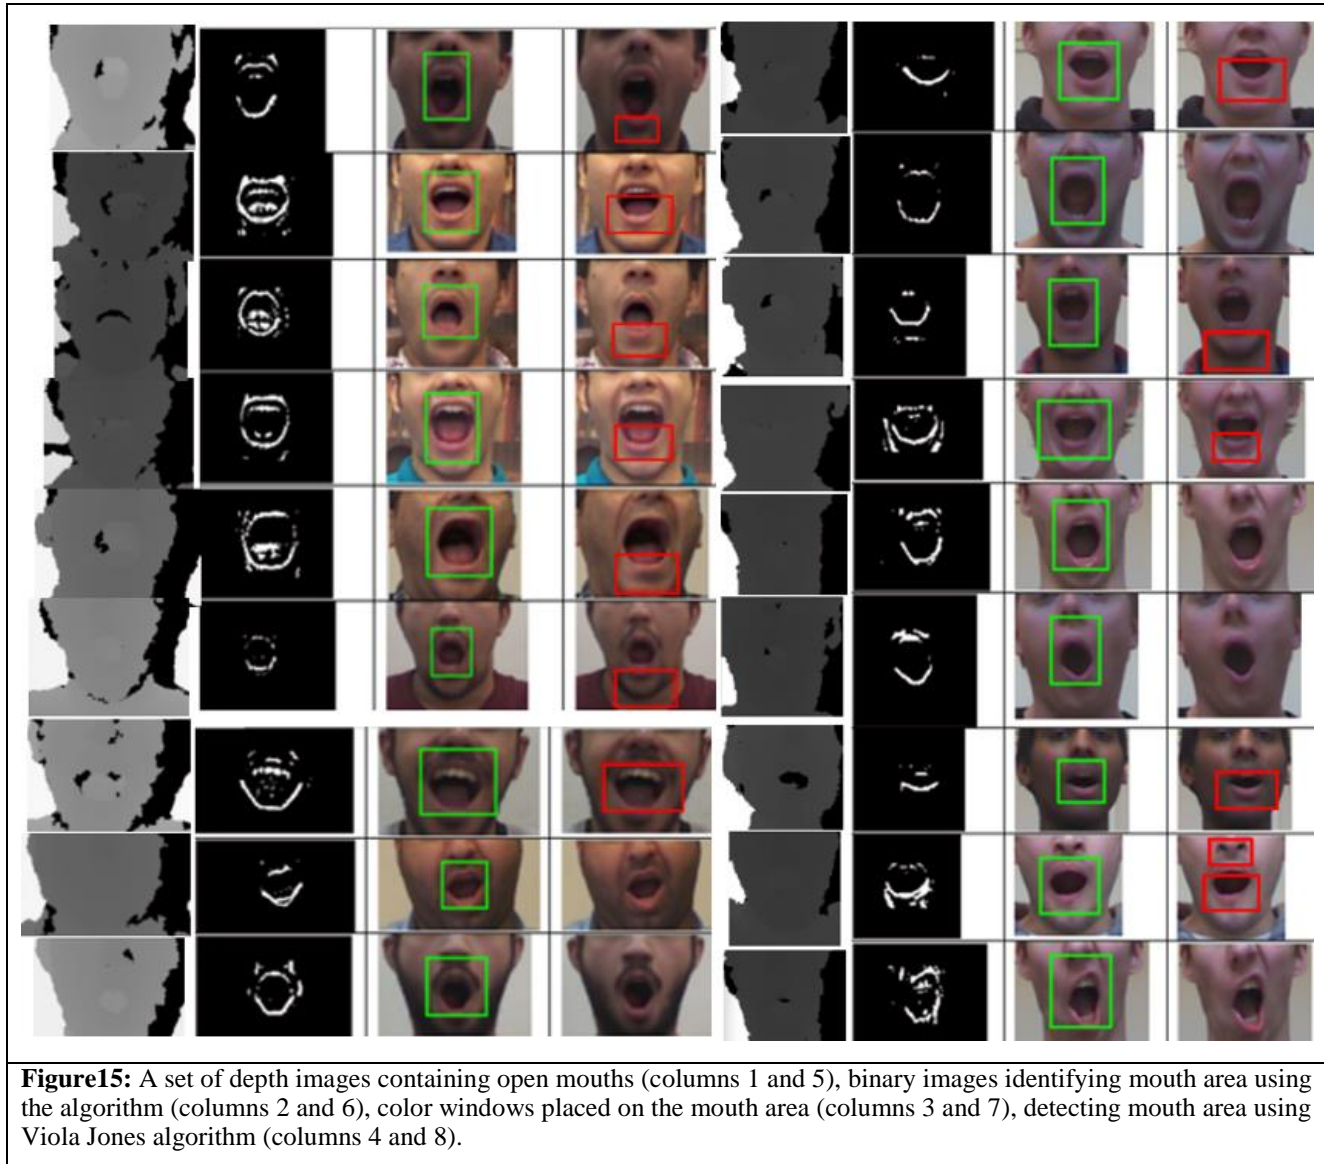 Figure15: A set of depth images containing open mouths (columns 1 and 5), binary images identifying mouth area using
the algorithm (columns 2 and 6), color windows placed on the mouth area (columns 3 and 7), detecting mouth area using
Viola Jones algorithm (columns 4 and 8).